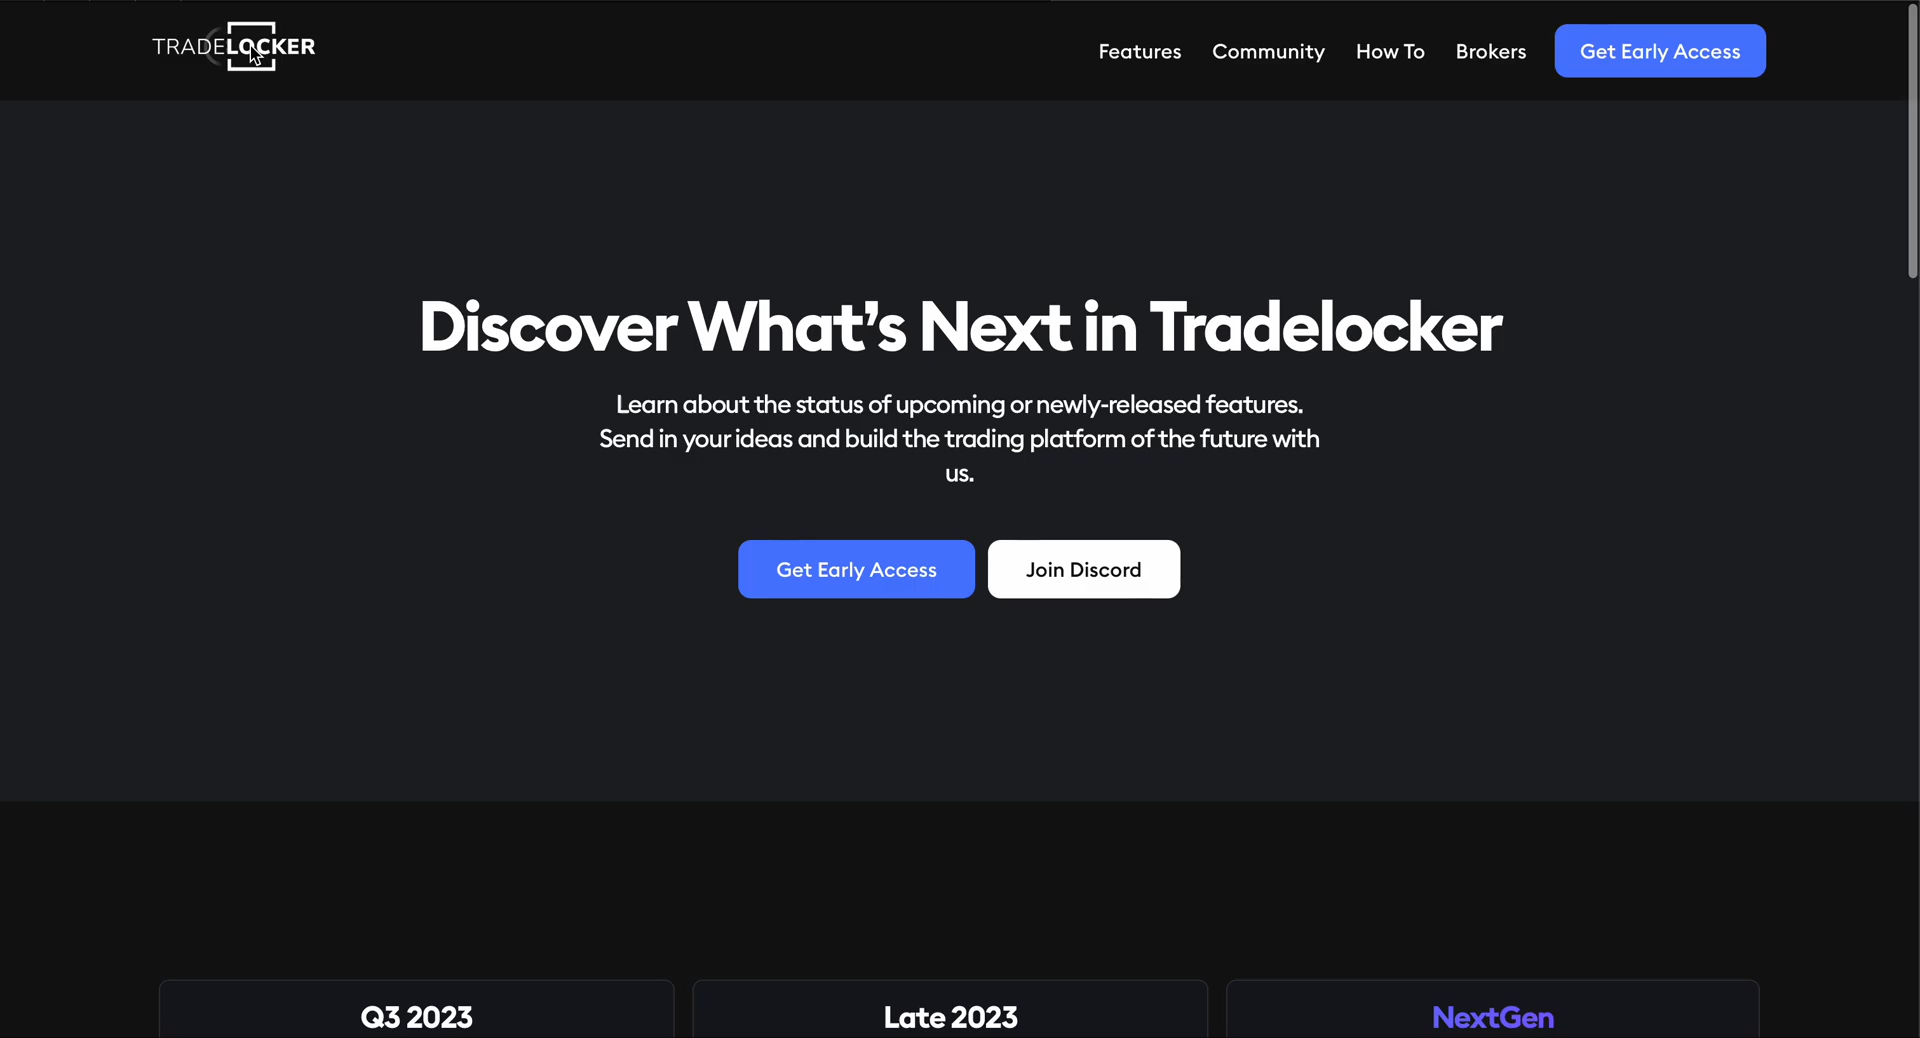 TRADELOCKER
Features
Community
How To
Brokers
Get Early Access
Discover What's Next in Tradelocker
Learn about the status of upcoming or newly-released features.
Send in your ideas and build the trading platform of the future with
us.
Get Early Access
Join Discord
Q3 2023
Late 2023
NextGen